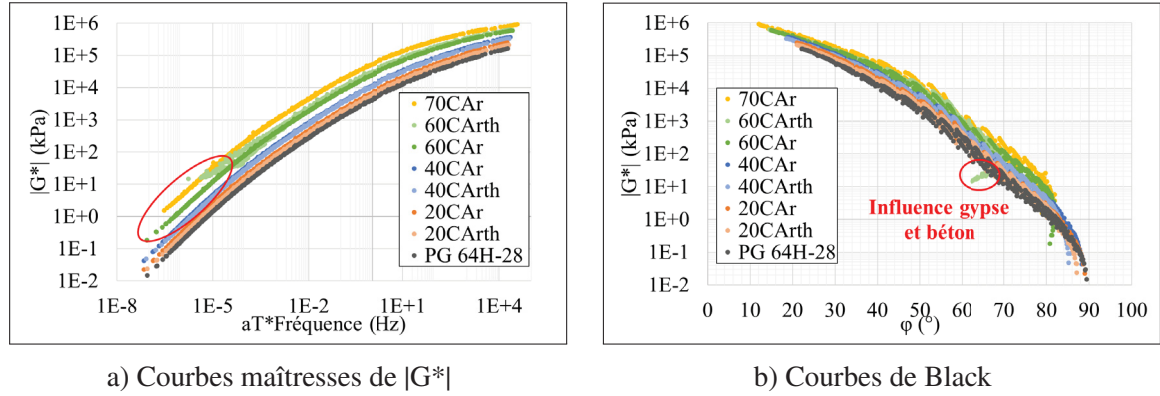 1E+6
1E+5
1E+4
1E+3
1E+2
1E+1
1E+0
1E-1
1E-2
|G*| (kPa)
1E-8 1E-5 1E-2 1E+1 1E+4
aT*Fréquence (Hz)
70CAr
60CArth
60CAr
40CAr
40CArth
20CAr
20CArth
PG 64H-28
a) Courbes maîtresses de |G*|
1E+6
1E+5
1E+4
1E+3
1E+2
1E+1
1E+0
1E-1
1E-2
|G*| (kPa)
0 10 20 30 40 50 60 70 80 90 100
φ (°)
70CAr
60CArth
60CAr
40CAr
40CArth
20CAr
20CArth
PG 64H-28
Influence gypse
et béton
b) Courbes de Black